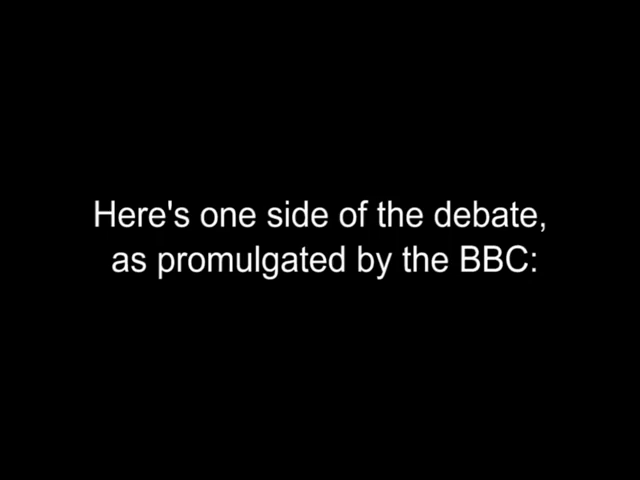 Here's one side of the debate,
as promulgated by the BBC: